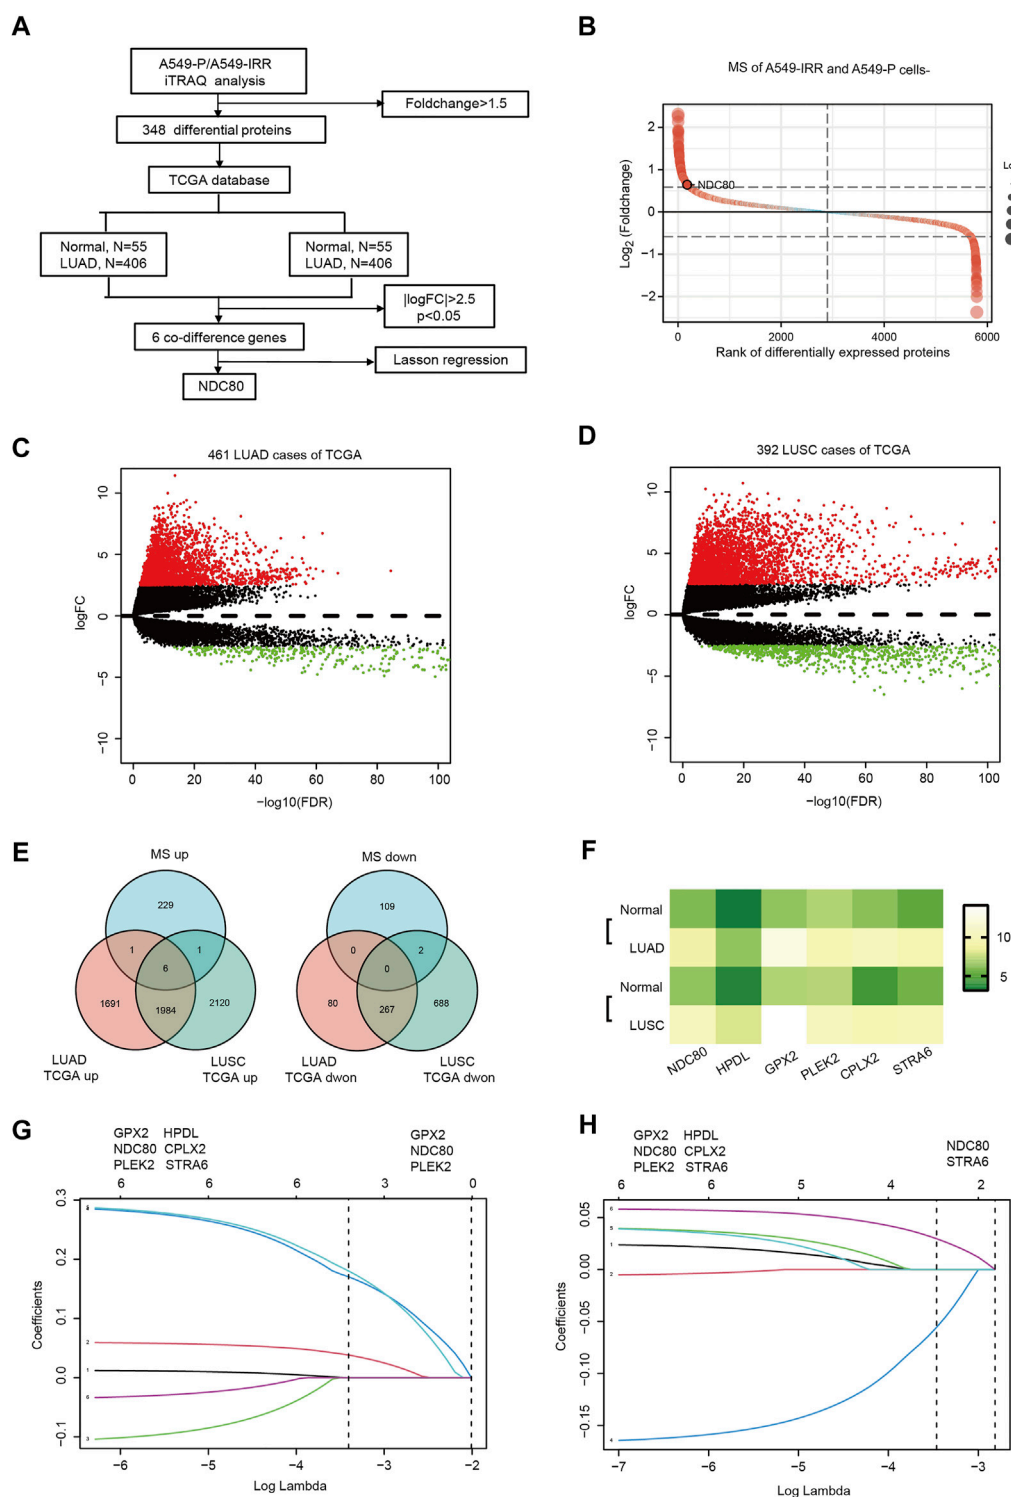 A
A549-P/A549-IRR
iTRAQ analysis
Foldchange>1.5
348 differential proteins
TCGA database
Normal, N=55
LUAD, N=406
Normal, N=55
LUAD, N=406
|logFC|>2.5
p<0.05
6 co-difference genes
Lasson regression
NDC80
B
MS of A549-IRR and A549-P cells-
Log2 (Foldchange)
2
1
0
−1
−2
NDC80
Lo
0
2000
4000
6000
Rank of differentially expressed proteins
C
461 LUAD cases of TCGA
logFC
10
5
0
−5
−10
0
20
40
60
80
100
−log10(FDR)
D
392 LUSC cases of TCGA
logFC
10
5
0
−5
−10
0
20
40
60
80
100
−log10(FDR)
E
MS up
229
1
1
6
1691
1984
2120
LUAD
TCGA up
LUSC
TCGA up
MS down
109
0
2
0
80
267
688
LUAD
TCGA dwon
LUSC
TCGA dwon
F
Normal
LUAD
Normal
LUSC
[
[
NDC80
HPDL
GPX2
PLEK2
CPLX2
STRA6
10
5
G
GPX2 HPDL
NDC80 CPLX2
PLEK2 STRA6
GPX2
NDC80
PLEK2
6
6
6
3
0
Coefficients
0.3
0.2
0.1
0.0
−0.1
2
1
6
3
−6
−5
−4
−3
−2
Log Lambda
H
GPX2 HPDL
NDC80 CPLX2
PLEK2 STRA6
NDC80
STRA6
6
6
5
4
2
Coefficients
0.05
0.00
−0.05
−0.10
−0.15
6
5
1
2
4
−7
−6
−5
−4
−3
Log Lambda